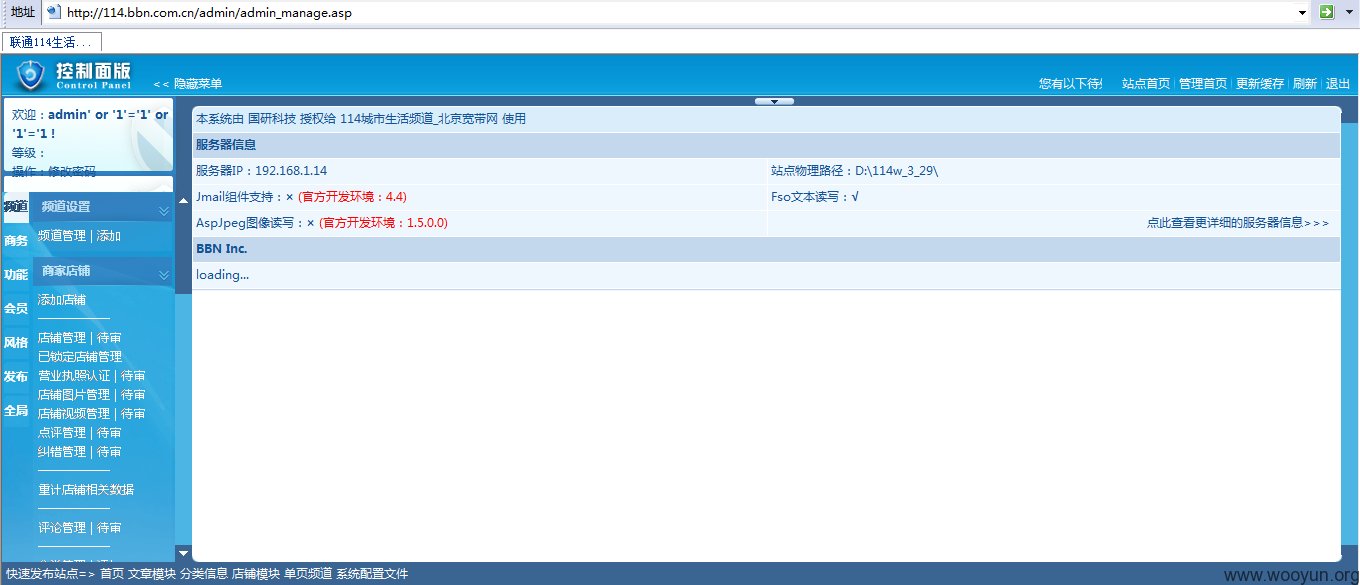 地址 http://114.bbn.com.cn/admin/admin_manage.asp
联通114生活...
控制面版
Control Panel
<< 隐藏菜单
您有以下待
站点首页 | 管理首页 | 更新缓存 | 刷新 | 退出
欢迎：admin' or '1'='1' or
'1'='1！
等级：
操作：修改密码
频道
商务
功能
会员
风格
发布
全局
频道设置
频道管理 | 添加
商家店铺
添加店铺
店铺管理 | 待审
已锁定店铺管理
营业执照认证 | 待审
店铺图片管理 | 待审
店铺视频管理 | 待审
点评管理 | 待审
纠错管理 | 待审
重计店铺相关数据
评论管理 | 待审
本系统由 国研科技 授权给 114城市生活频道_北京宽带网 使用
服务器信息
服务器IP：192.168.1.14
站点物理路径：D:\114w_3_29\
Jmail组件支持：× (官方开发环境：4.4)
Fso文本读写：√
AspJpeg图像读写：× (官方开发环境：1.5.0.0)
点此查看更详细的服务器信息>>>
BBN Inc.
loading...
快速发布站点=> 首页 文章模块 分类信息 店铺模块 单页频道 系统配置文件
www.wooyun.org